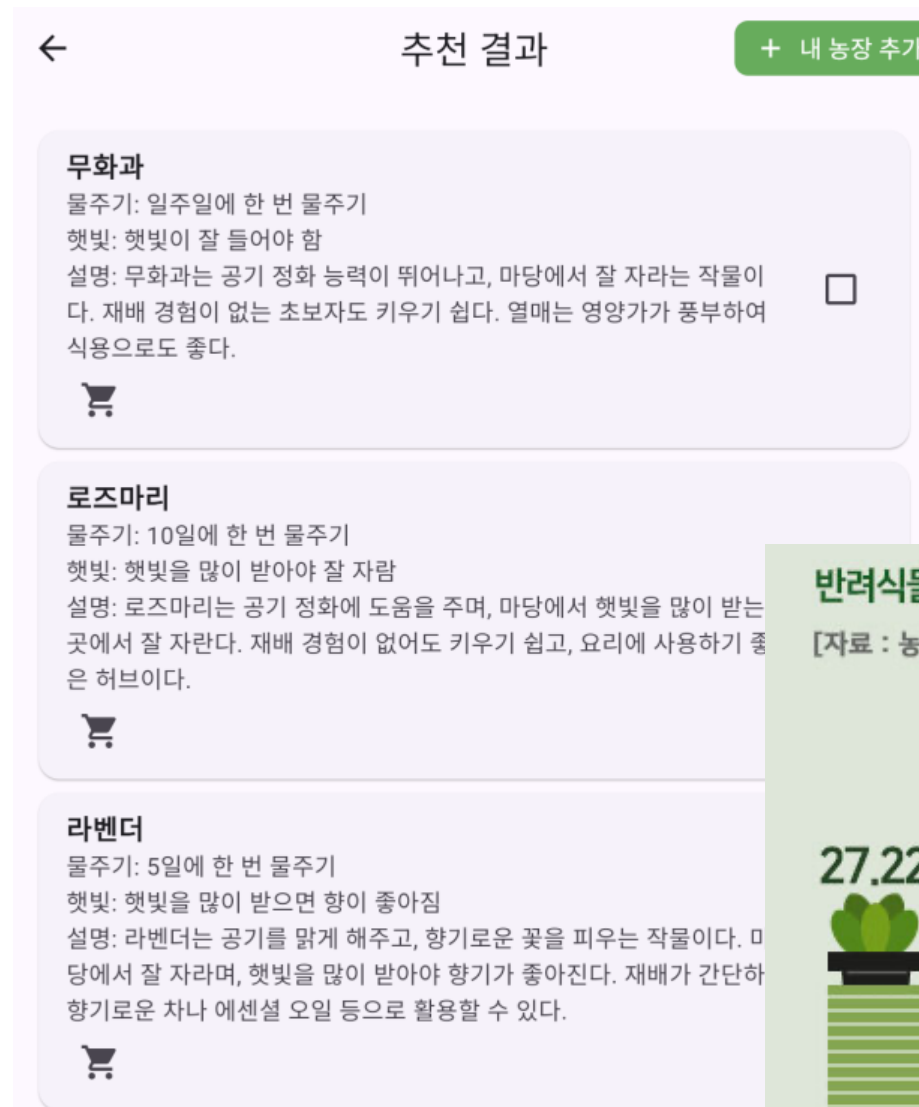 추천 결과
+ 내 농장 추가
무화과
물주기: 일주일에 한 번 물주기
햇빛: 햇빛이 잘 들어야 함
설명: 무화과는 공기 정화 능력이 뛰어나고, 마당에서 잘 자라는 작물이
다. 재배 경험이 없는 초보자도 키우기 쉽다. 열매는 영양가가 풍부하여
식용으로도 좋다.
로즈마리
물주기: 10일에 한 번 물주기
햇빛: 햇빛을 많이 받아야 잘 자람
설명: 로즈마리는 공기 정화에 도움을 주며, 마당에서 햇빛을 많이 받는
곳에서 잘 자란다. 재배 경험이 없어도 키우기 쉽고, 요리에 사용하기 좋
은 허브이다.
라벤더
물주기: 5일에 한 번 물주기
햇빛: 햇빛을 많이 받으면 향이 좋아짐
설명: 라벤더는 공기를 맑게 해주고, 향기로운 꽃을 피우는 작물이다. 마
당에서 잘 자라며, 햇빛을 많이 받아야 향기가 좋아진다. 재배가 간단하
향기로운 차나 에센셜 오일 등으로 활용할 수 있다.
반려식물
[자료 : 농
27.22